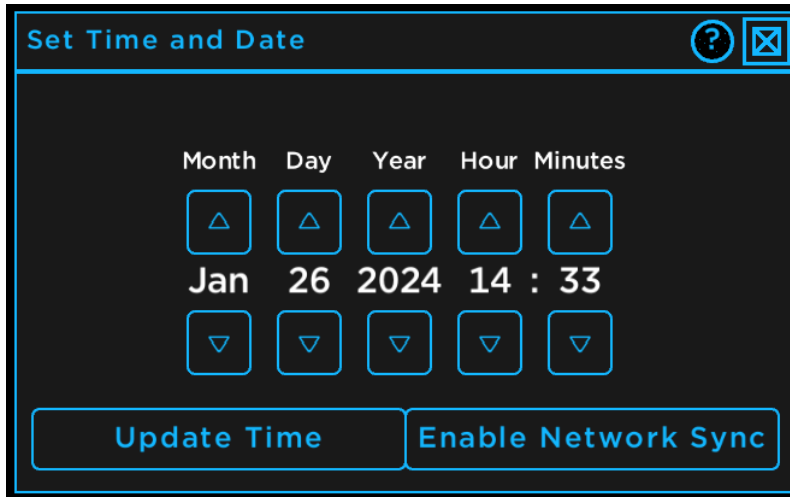 Set Time and Date ?
Month Day Year Hour Minutes
Jan 26 2024 14 : 33
Update Time Enable Network Sync